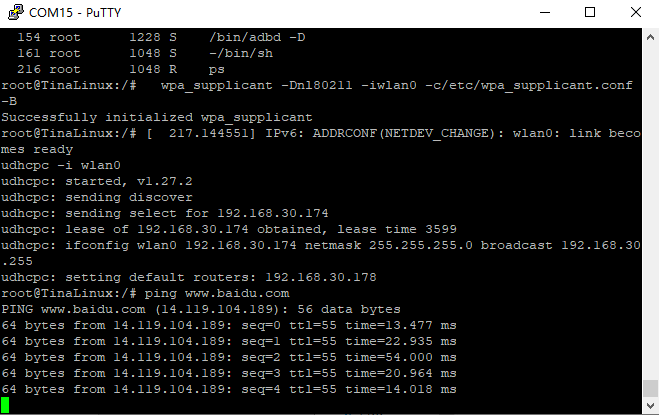 COM15 - PuTTY
154 root 1228 S /bin/adbd -D
161 root 1048 S -/bin/sh
216 root 1048 R ps
root@TinaLinux:/# wpa_supplicant -Dnl80211 -iwlan0 -c/etc/wpa_supplicant.conf
-B
Successfully initialized wpa_supplicant
root@TinaLinux:/# [ 217.144551] IPv6: ADDRCONF(NETDEV_CHANGE): wlan0: link beco
mes ready
udhcpc -i wlan0
udhcpc: started, v1.27.2
udhcpc: sending discover
udhcpc: sending select for 192.168.30.174
udhcpc: lease of 192.168.30.174 obtained, lease time 3599
udhcpc: ifconfig wlan0 192.168.30.174 netmask 255.255.255.0 broadcast 192.168.30
.255
udhcpc: setting default routers: 192.168.30.178
root@TinaLinux:/# ping www.baidu.com
PING www.baidu.com (14.119.104.189): 56 data bytes
64 bytes from 14.119.104.189: seq=0 ttl=55 time=13.477 ms
64 bytes from 14.119.104.189: seq=1 ttl=55 time=22.935 ms
64 bytes from 14.119.104.189: seq=2 ttl=55 time=54.000 ms
64 bytes from 14.119.104.189: seq=3 ttl=55 time=20.964 ms
64 bytes from 14.119.104.189: seq=4 ttl=55 time=14.018 ms